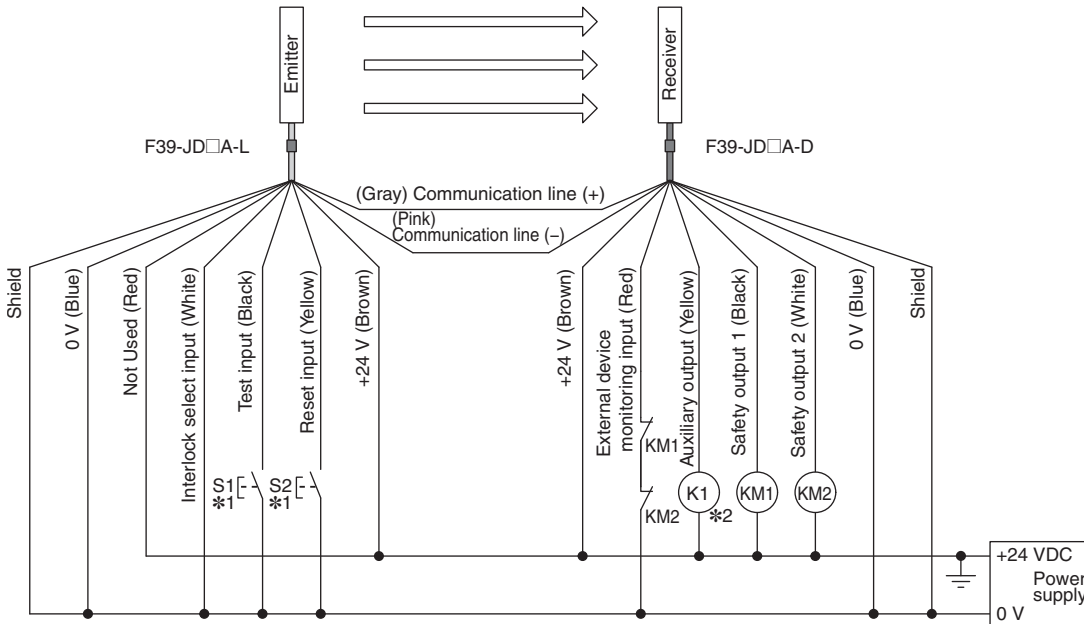 Emitter
Receiver
F39-JD□A-L
F39-JD□A-D
(Gray) Communication line (+)
(Pink)
Communication line (–)
Shield
0 V (Blue)
Not Used (Red)
Interlock select input (White)
Test input (Black)
Reset input (Yellow)
+24 V (Brown)
+24 V (Brown)
External device
monitoring input (Red)
Auxiliary output (Yellow)
Safety output 1 (Black)
Safety output 2 (White)
0 V (Blue)
Shield
S1
*1
S2
*1
KM1
KM2
K1
*2
KM1
KM2
+24 VDC
Power
supply
0 V